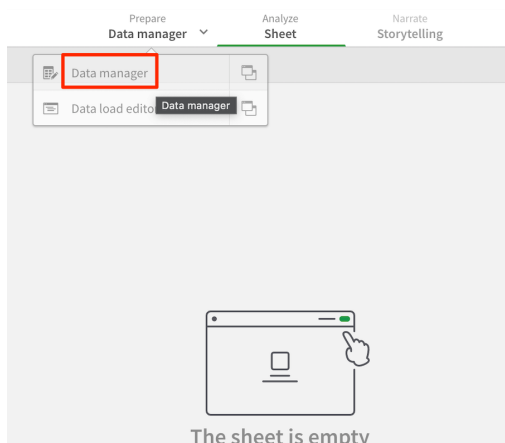 Prepare
Data manager
Analyze
Sheet
Narrate
Storytelling
Data manager
Data load edito
Data manager
The sheet is empty